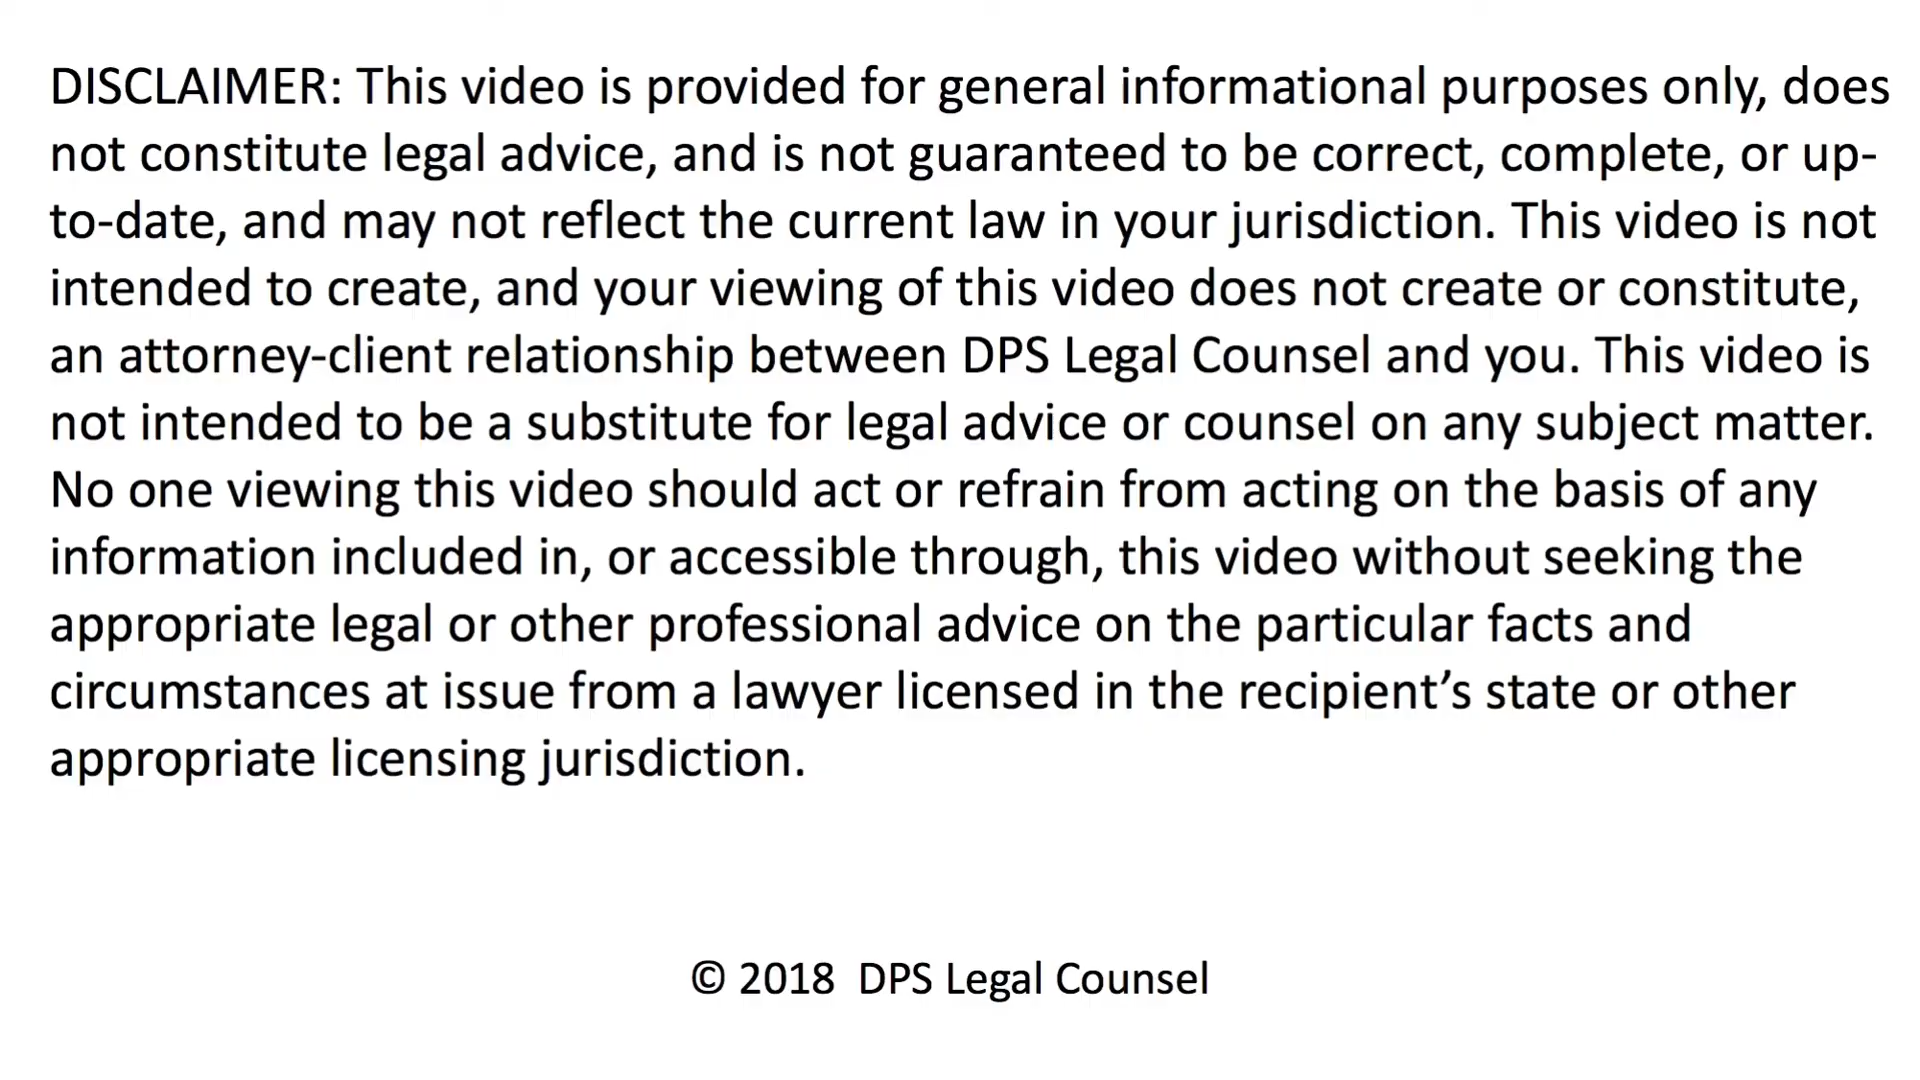 DISCLAIMER: This video is provided for general informational purposes only, does
not constitute legal advice, and is not guaranteed to be correct, complete, or up-
to-date, and may not reflect the current law in your jurisdiction. This video is not
intended to create, and your viewing of this video does not create or constitute,
an attorney-client relationship between DPS Legal Counsel and you. This video is
not intended to be a substitute for legal advice or counsel on any subject matter.
No one viewing this video should act or refrain from acting on the basis of any
information included in, or accessible through, this video without seeking the
appropriate legal or other professional advice on the particular facts and
circumstances at issue from a lawyer licensed in the recipient’s state or other
appropriate licensing jurisdiction.
© 2018  DPS Legal Counsel